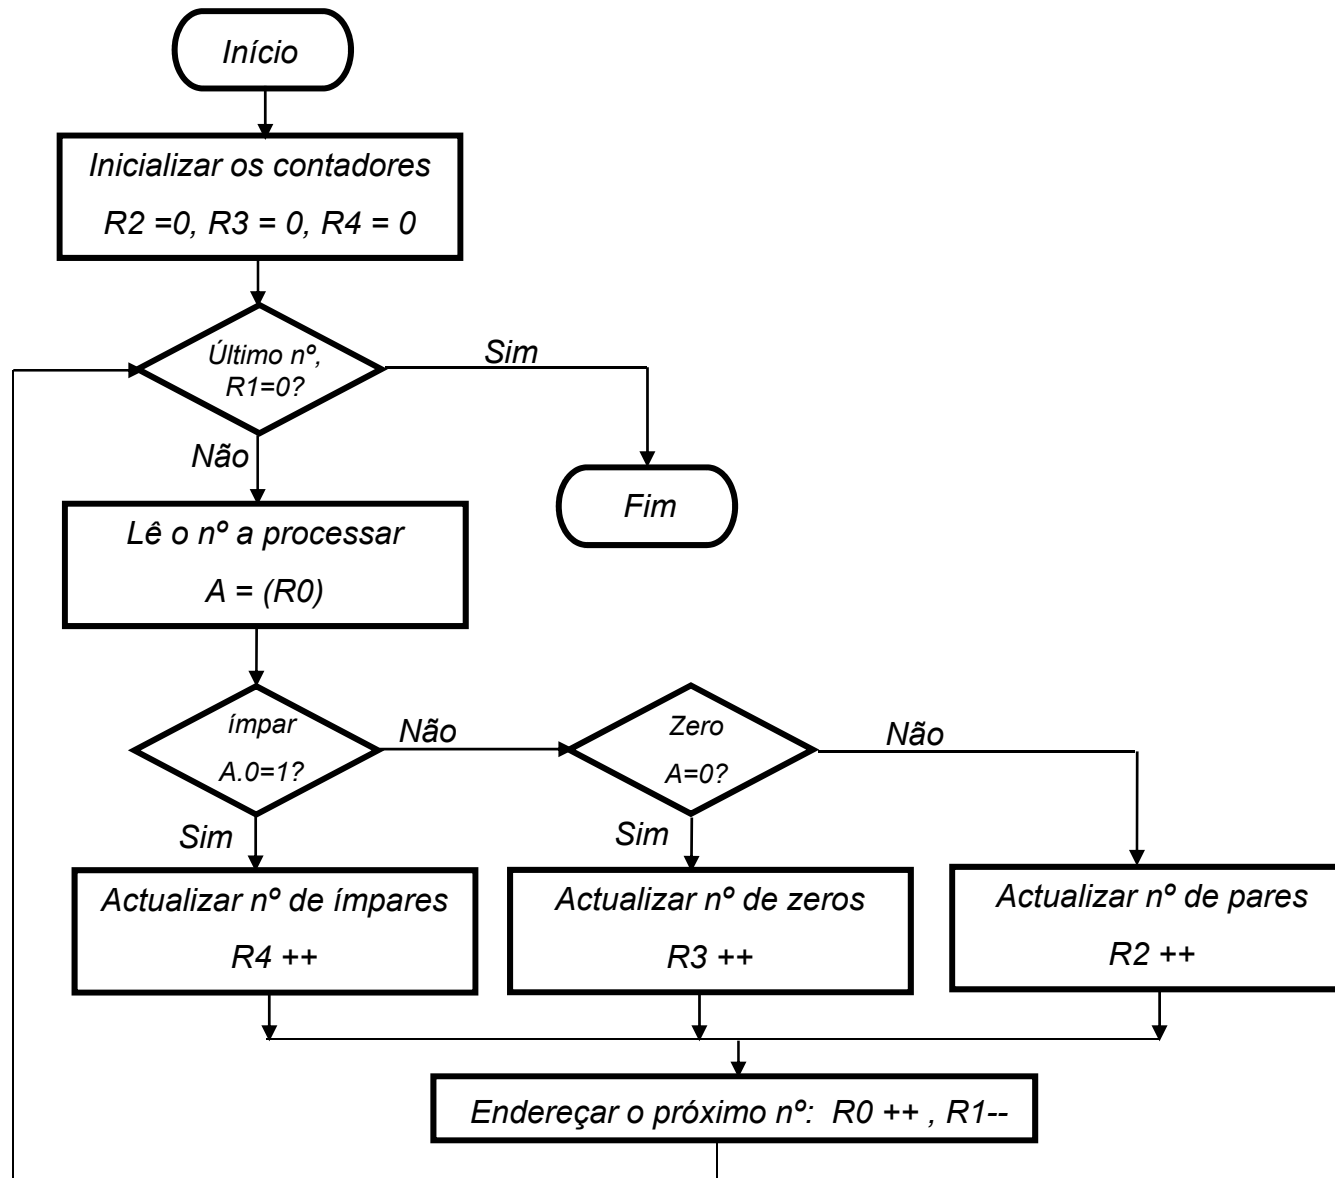 Início
Inicializar os contadores
R2 =0, R3 = 0, R4 = 0
Último nº,
R1=0?
Sim
Não
Fim
Lê o nº a processar
A = (R0)
ímpar
A.0=1?
Não
Zero
A=0?
Não
Sim
Sim
Actualizar nº de ímpares
R4 ++
Actualizar nº de zeros
R3 ++
Actualizar nº de pares
R2 ++
Endereçar o próximo nº: R0 ++ , R1--